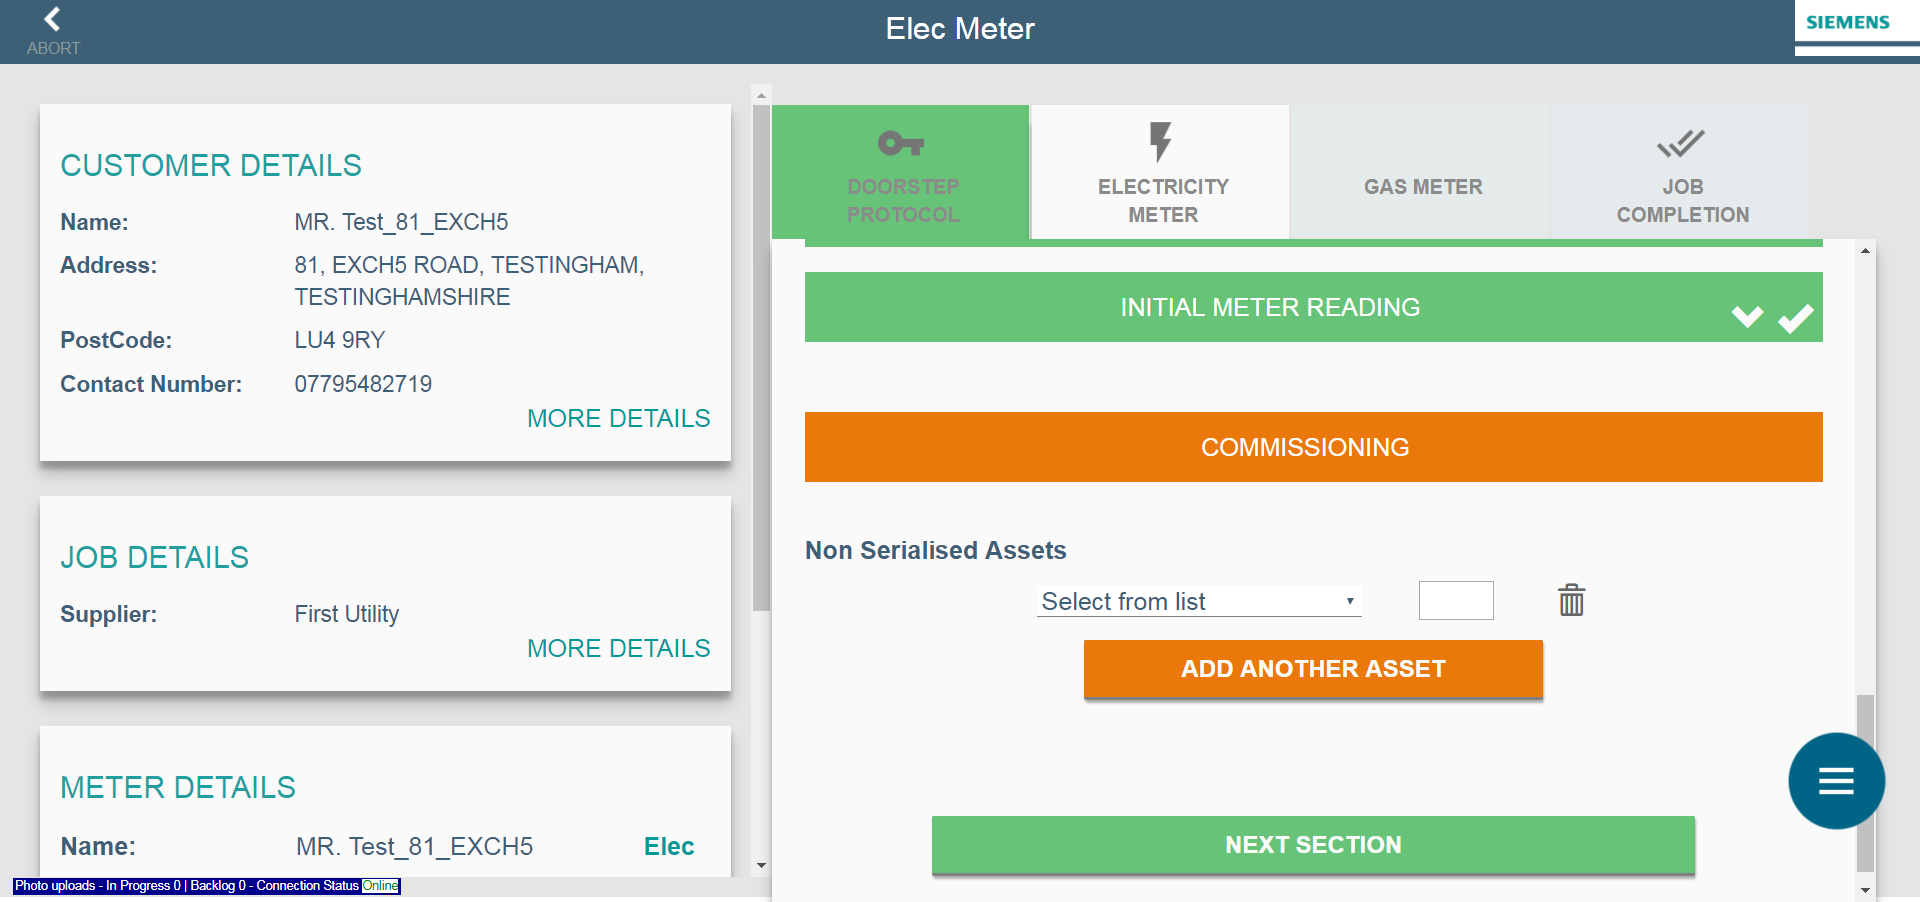 ABORT
Elec Meter
SIEMENS
CUSTOMER DETAILS
Name: MR. Test_81_EXCH5
Address: 81, EXCH5 ROAD, TESTINGHAM,
TESTINGHAMSHIRE
PostCode: LU4 9RY
Contact Number: 07795482719
MORE DETAILS
JOB DETAILS
Supplier: First Utility
MORE DETAILS
METER DETAILS
Name: MR. Test_81_EXCH5 Elec
Photo uploads - In Progress 0 | Backlog 0 - Connection Status Online
DOORSTEP
PROTOCOL
ELECTRICITY
METER
GAS METER
JOB
COMPLETION
INITIAL METER READING
COMMISSIONING
Non Serialised Assets
Select from list
ADD ANOTHER ASSET
NEXT SECTION